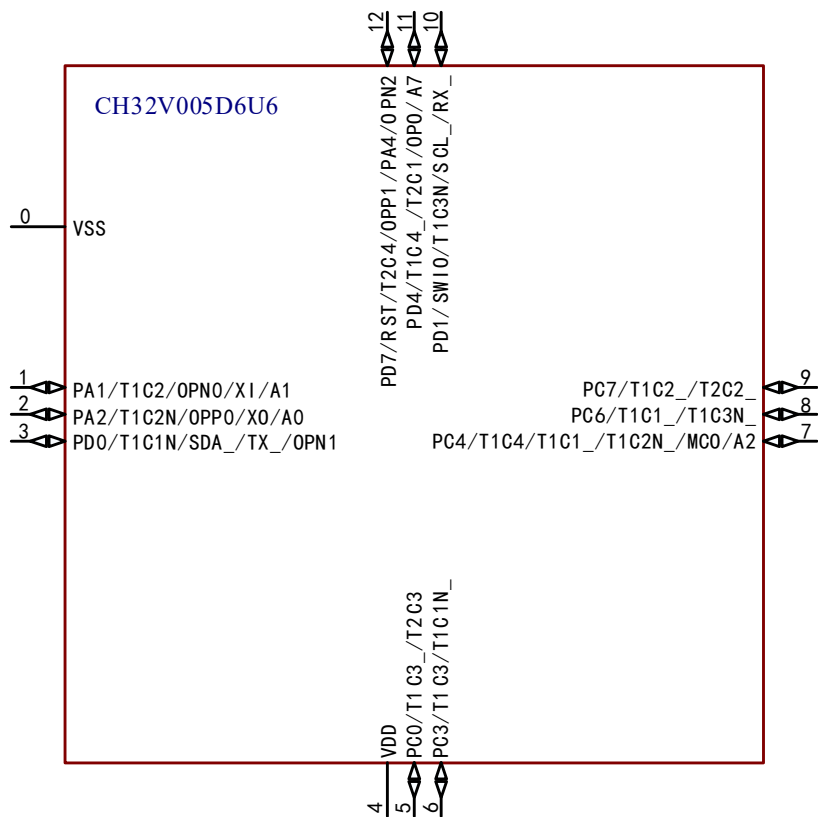 12
11
10
PD7/RST/T2C4/OPP1/PA4/OPN2
PD4/T1C4_/T2C1/OPO/A7
PD1/SWIO/T1C3N/SCL_/RX_
CH32V005D6U6
0
VSS
1
PA1/T1C2/OPN0/XI/A1
2
PA2/T1C2N/OPP0/XO/A0
3
PD0/T1C1N/SDA_/TX_/OPN1
PC7/T1C2_/T2C2_
9
PC6/T1C1_/T1C3N_
8
PC4/T1C4/T1C1_/T1C2N_/MCO/A2
7
VDD
PC0/T1C3_/T2C3
PC3/T1C3/T1C1N_
4
5
6